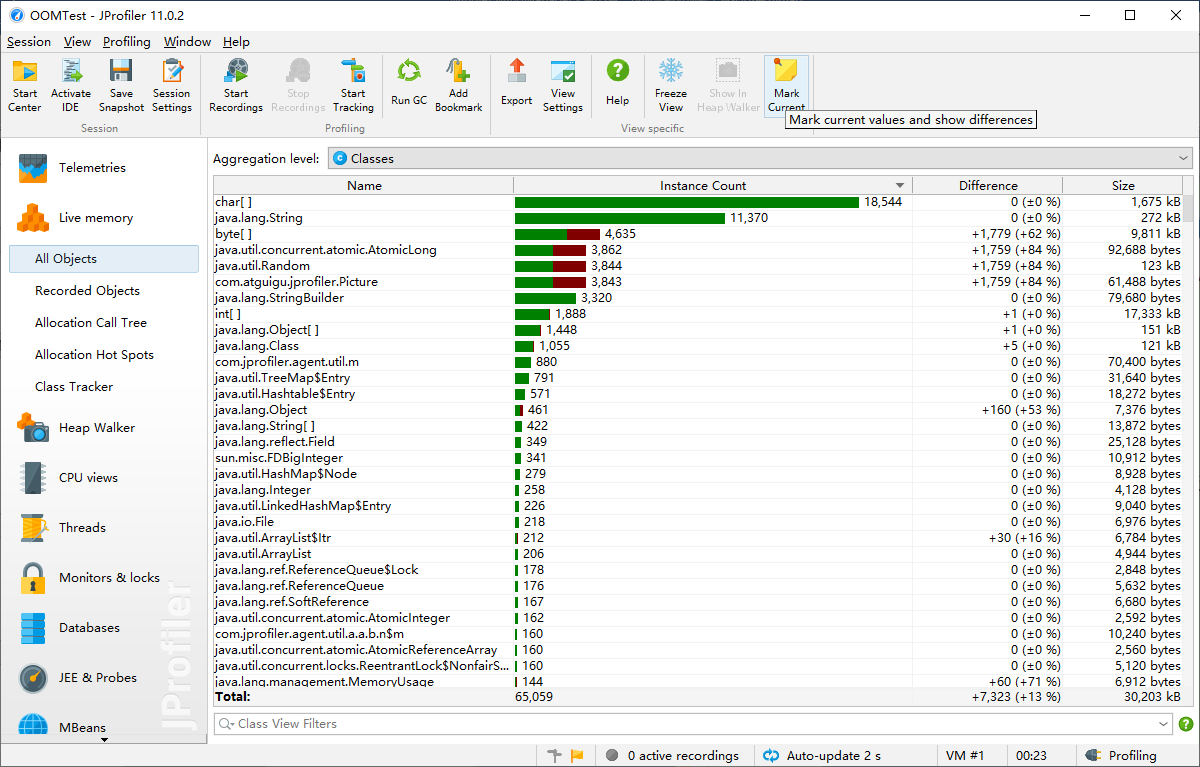 OOMTest - JProfiler 11.0.2
Session View Profiling Window Help
Start Center
Activate IDE
Save Snapshot
Session Settings
Start Recordings
Stop Recordings
Start Tracking
Run GC
Add Bookmark
Export
View Settings
Help
Freeze View
Show In Heap Walker
Mark Current
Session Profiling View specific
Mark current values and show differences
Telemetries
Live memory
All Objects
Recorded Objects
Allocation Call Tree
Allocation Hot Spots
Class Tracker
Heap Walker
CPU views
Threads
Monitors & locks
Databases
JEE & Probes
MBeans
JProfiler
Aggregation level: C Classes
Name Instance Count Difference Size
char[ ] 18,544 0 (±0 %) 1,675 kB
java.lang.String 11,370 0 (±0 %) 272 kB
byte[ ] 4,635 +1,779 (+62 %) 9,811 kB
java.util.concurrent.atomic.AtomicLong 3,862 +1,759 (+84 %) 92,688 bytes
java.util.Random 3,844 +1,759 (+84 %) 123 kB
com.atguigu.jprofiler.Picture 3,843 +1,759 (+84 %) 61,488 bytes
java.lang.StringBuilder 3,320 0 (±0 %) 79,680 bytes
int[ ] 1,888 +1 (+0 %) 17,333 kB
java.lang.Object[ ] 1,448 +1 (+0 %) 151 kB
java.lang.Class 1,055 +5 (+0 %) 121 kB
com.jprofiler.agent.util.m 880 0 (±0 %) 70,400 bytes
java.util.TreeMap$Entry 791 0 (±0 %) 31,640 bytes
java.util.Hashtable$Entry 571 0 (±0 %) 18,272 bytes
java.lang.Object 461 +160 (+53 %) 7,376 bytes
java.lang.String[ ] 422 0 (±0 %) 13,872 bytes
java.lang.reflect.Field 349 0 (±0 %) 25,128 bytes
sun.misc.FDBigInteger 341 0 (±0 %) 10,912 bytes
java.util.HashMap$Node 279 0 (±0 %) 8,928 bytes
java.lang.Integer 258 0 (±0 %) 4,128 bytes
java.util.LinkedHashMap$Entry 226 0 (±0 %) 9,040 bytes
java.io.File 218 0 (±0 %) 6,976 bytes
java.util.ArrayList$Itr 212 +30 (+16 %) 6,784 bytes
java.util.ArrayList 206 0 (±0 %) 4,944 bytes
java.lang.ref.ReferenceQueue$Lock 178 0 (±0 %) 2,848 bytes
java.lang.ref.ReferenceQueue 176 0 (±0 %) 5,632 bytes
java.lang.ref.SoftReference 167 0 (±0 %) 6,680 bytes
java.util.concurrent.atomic.AtomicInteger 162 0 (±0 %) 2,592 bytes
com.jprofiler.agent.util.a.a.b.n$m 160 0 (±0 %) 10,240 bytes
java.util.concurrent.atomic.AtomicReferenceArray 160 0 (±0 %) 2,560 bytes
java.util.concurrent.locks.ReentrantLock$NonfairS... 160 0 (±0 %) 5,120 bytes
java.lang.management.MemoryUsage 144 +60 (+71 %) 6,912 bytes
Total: 65,059 +7,323 (+13 %) 30,203 kB
Class View Filters
0 active recordings Auto-update 2 s VM #1 00:23 Profiling